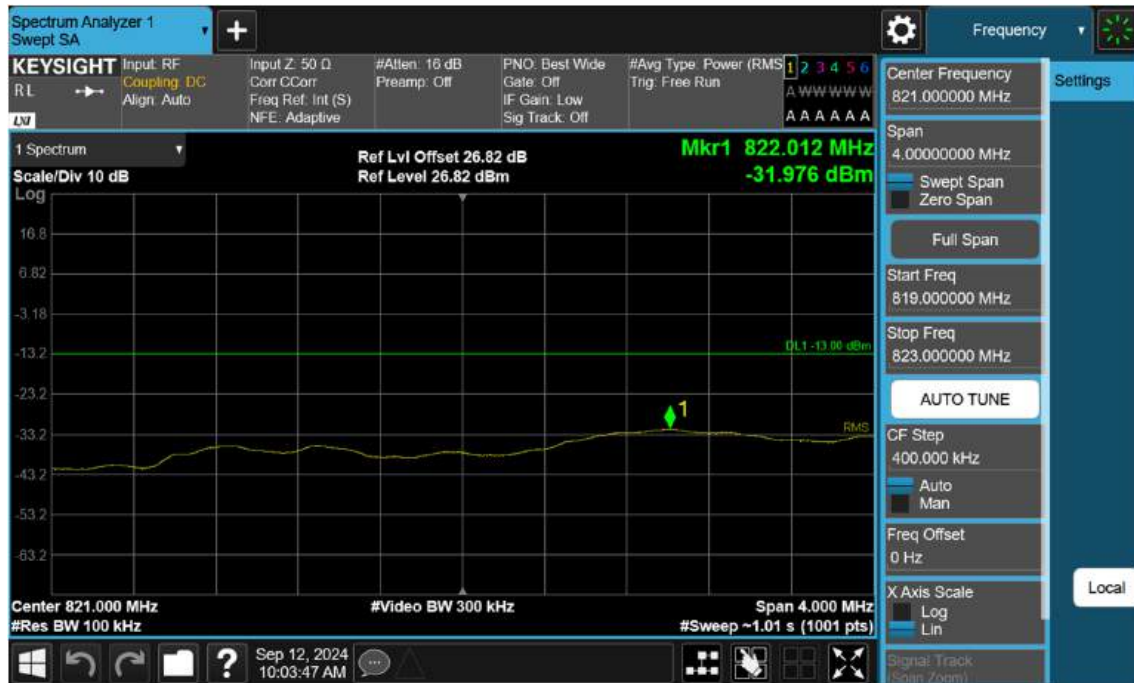 Spectrum Analyzer 1
Swept SA
+
Frequency
KEYSIGHT
RL
LXI
Input: RF
Coupling: DC
Align: Auto
Input Z: 50 Ω
Corr CCorr
Freq Ref: Int (S)
NFE: Adaptive
#Atten: 16 dB
Preamp: Off
PNO: Best Wide
Gate: Off
IF Gain: Low
Sig Track: Off
#Avg Type: Power (RMS
Trig: Free Run
1 2 3 4 5 6
A W W W W W
A A A A A A
1 Spectrum
Scale/Div 10 dB
Ref Lvl Offset 26.82 dB
Ref Level 26.82 dBm
Mkr1 822.012 MHz
-31.976 dBm
Log
16.8
6.82
-3.18
-13.2
-23.2
-33.2
-43.2
-53.2
-63.2
DL1 -13.00 dBm
1
RMS
Center 821.000 MHz
#Res BW 100 kHz
#Video BW 300 kHz
Span 4.000 MHz
#Sweep ~1.01 s (1001 pts)
Center Frequency
821.000000 MHz
Span
4.00000000 MHz
Swept Span
Zero Span
Full Span
Start Freq
819.000000 MHz
Stop Freq
823.000000 MHz
AUTO TUNE
CF Step
400.000 kHz
Auto
Man
Freq Offset
0 Hz
X Axis Scale
Log
Lin
Signal Track
(Span Zoom)
Settings
Local
?
Sep 12, 2024
10:03:47 AM